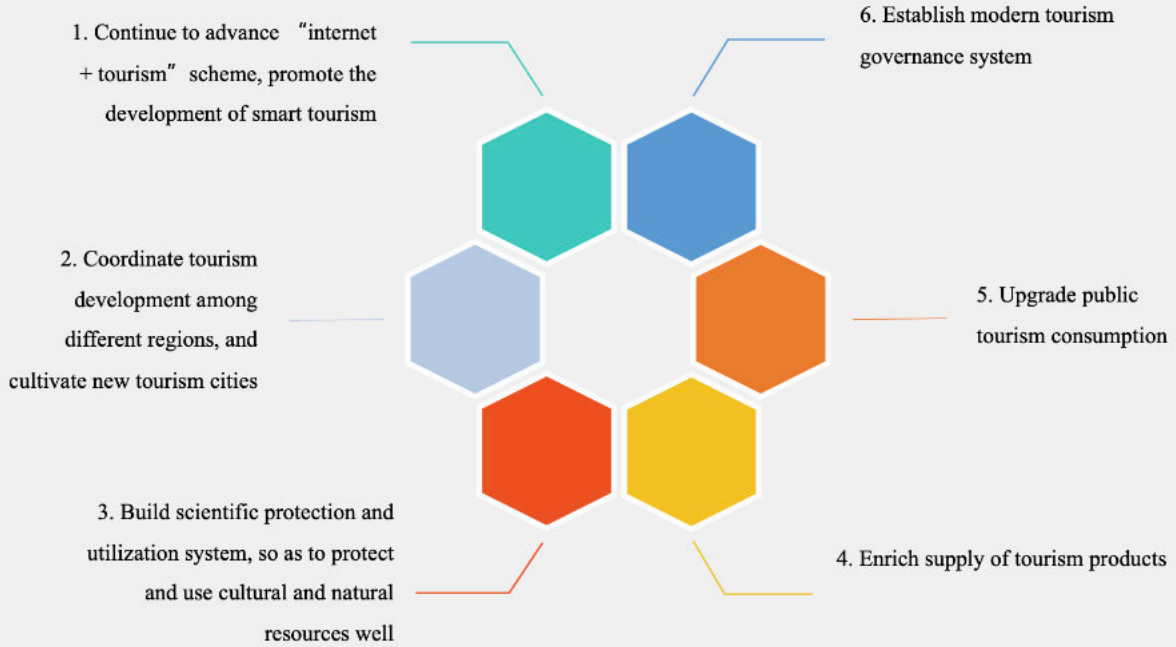 1. Continue to advance “internet
+ tourism” scheme, promote the
development of smart tourism
2. Coordinate tourism
development among
different regions, and
cultivate new tourism cities
3. Build scientific protection and
utilization system, so as to protect
and use cultural and natural
resources well
4. Enrich supply of tourism products
5. Upgrade public
tourism consumption
6. Establish modern tourism
governance system